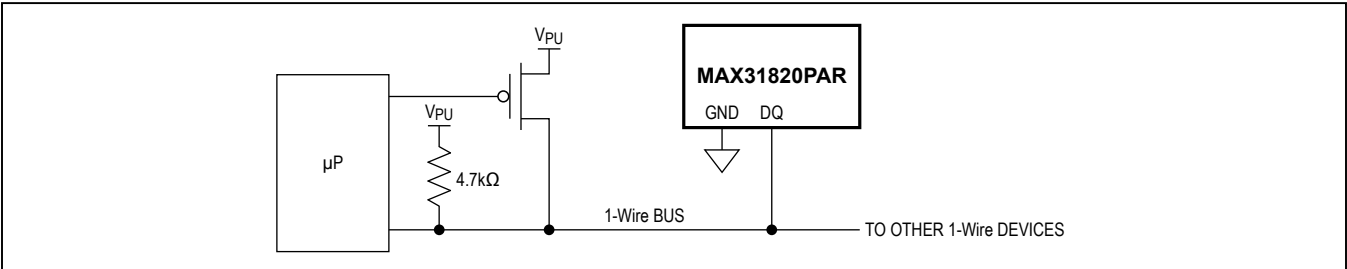 VPU
MAX31820PAR
GND DQ
VPU
µP
4.7kΩ
1-Wire BUS
TO OTHER 1-Wire DEVICES